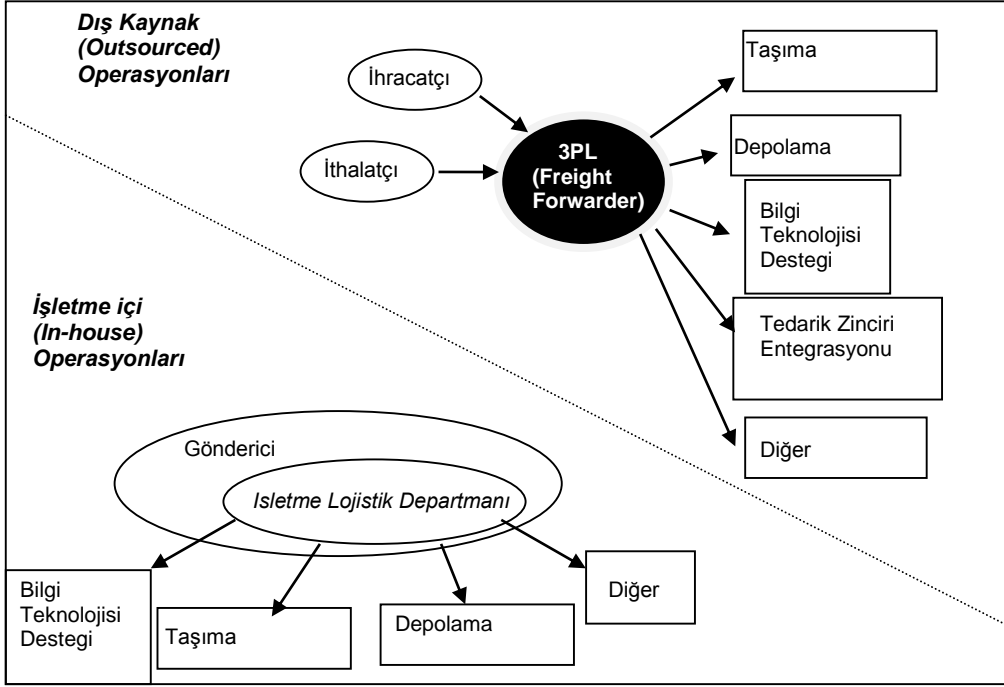 Dış Kaynak
(Outsourced)
Operasyonları
İhracatçı
İthalatçı
3PL
(Freight
Forwarder)
Taşıma
Depolama
Bilgi
Teknolojisi
Destegi
Tedarik Zinciri
Entegrasyonu
Diğer
İşletme içi
(In-house)
Operasyonları
Gönderici
Isletme Lojistik Departmanı
Bilgi
Teknolojisi
Destegi
Taşıma
Depolama
Diğer